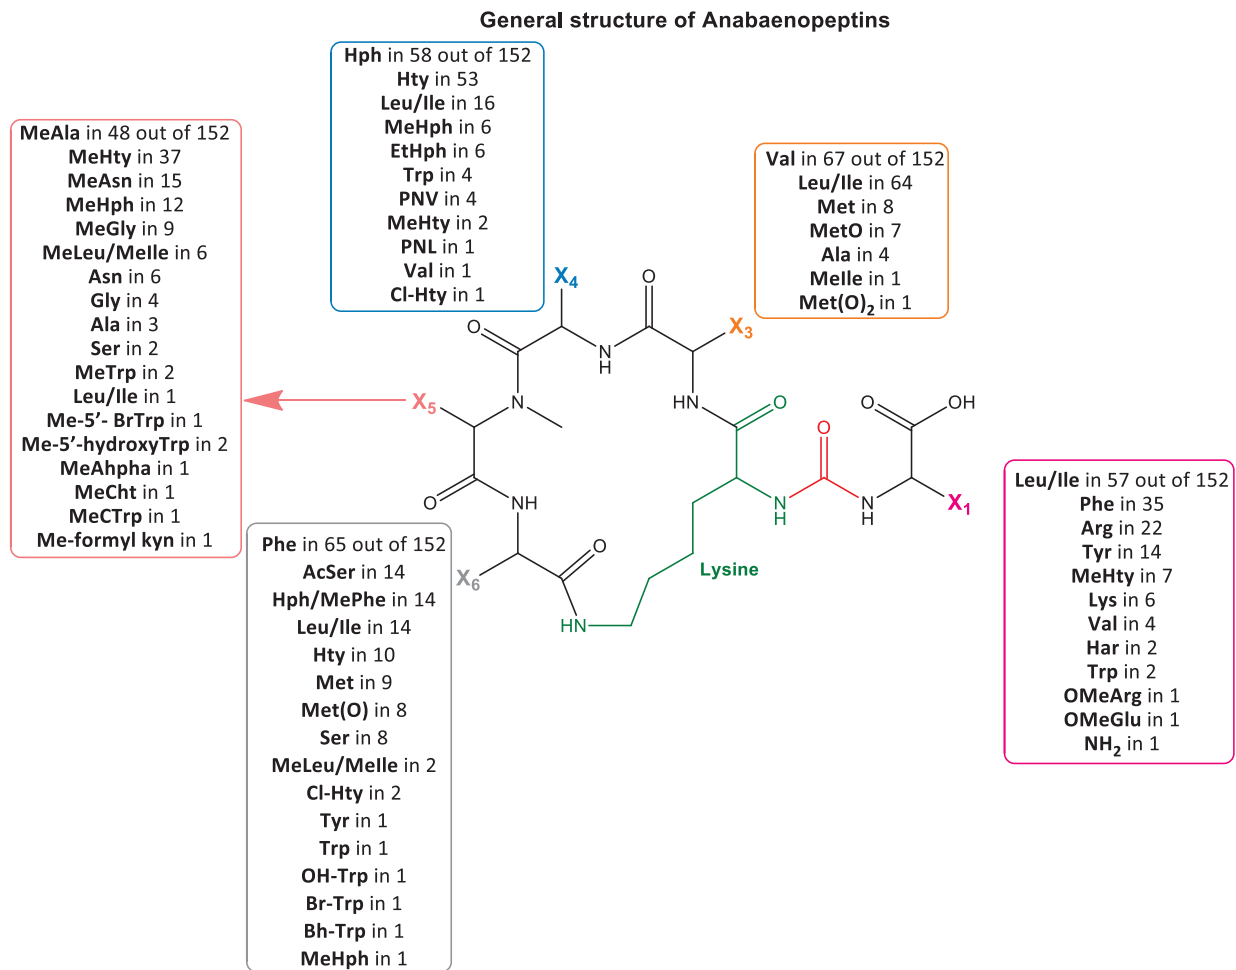 General structure of Anabaenopeptins
Hph in 58 out of 152
Hty in 53
Leu/Ile in 16
MeHph in 6
EtHph in 6
Trp in 4
PNV in 4
MeHty in 2
PNL in 1
Val in 1
Cl-Hty in 1
MeAla in 48 out of 152
MeHty in 37
MeAsn in 15
MeHph in 12
MeGly in 9
MeLeu/MeIle in 6
Asn in 6
Gly in 4
Ala in 3
Ser in 2
MeTrp in 2
Leu/Ile in 1
Me-5’- BrTrp in 1
Me-5’-hydroxyTrp in 2
MeAhpha in 1
MeCht in 1
MeCTrp in 1
Me-formyl kyn in 1
Val in 67 out of 152
Leu/Ile in 64
Met in 8
MetO in 7
Ala in 4
MeIle in 1
Met(O)2 in 1
X4
O
X3
O
N
H
X5
N
HN
O
O
O
OH
O
NH
N
H
N
H
X1
O
X6
O
HN
Lysine
Leu/Ile in 57 out of 152
Phe in 35
Arg in 22
Tyr in 14
MeHty in 7
Lys in 6
Val in 4
Har in 2
Trp in 2
OMeArg in 1
OMeGlu in 1
NH2 in 1
Phe in 65 out of 152
AcSer in 14
Hph/MePhe in 14
Leu/Ile in 14
Hty in 10
Met in 9
Met(O) in 8
Ser in 8
MeLeu/MeIle in 2
Cl-Hty in 2
Tyr in 1
Trp in 1
OH-Trp in 1
Br-Trp in 1
Bh-Trp in 1
MeHph in 1